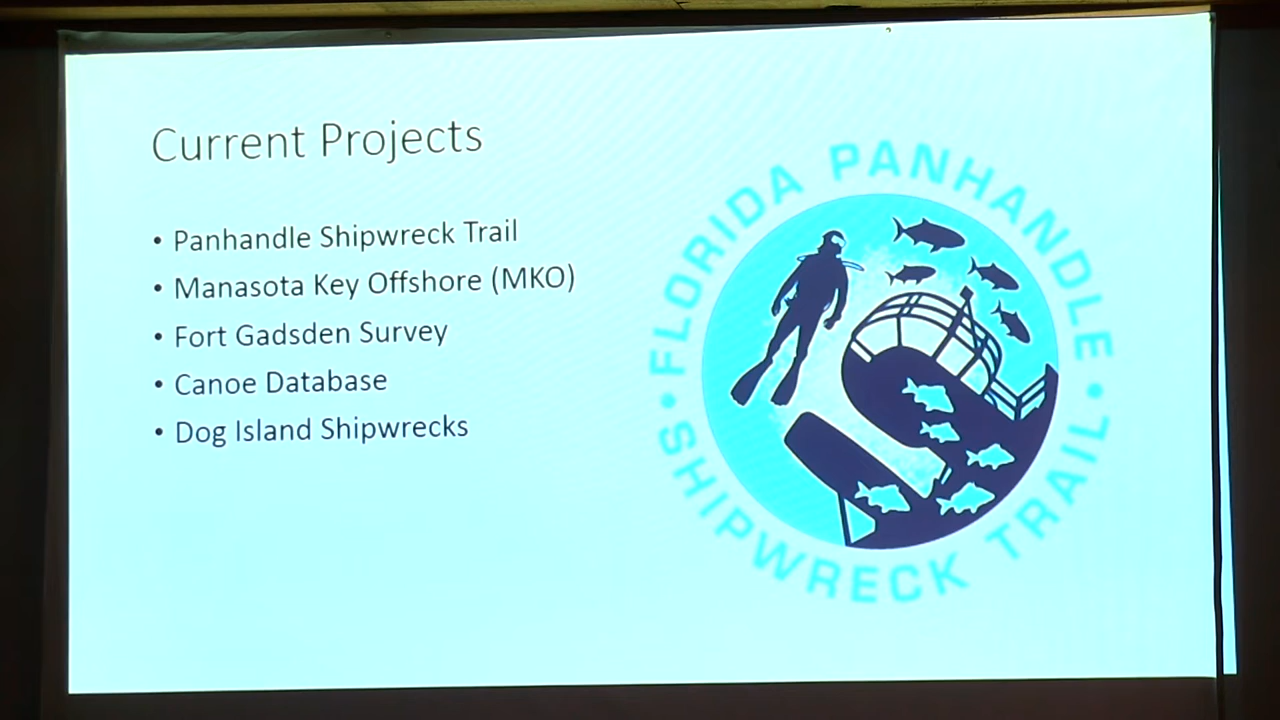 Current Projects
• Panhandle Shipwreck Trail
• Manasota Key Offshore (MKO)
• Fort Gadsden Survey
• Canoe Database
• Dog Island Shipwrecks
• FLORIDA PANHANDLE •
SHIPWRECK TRAIL